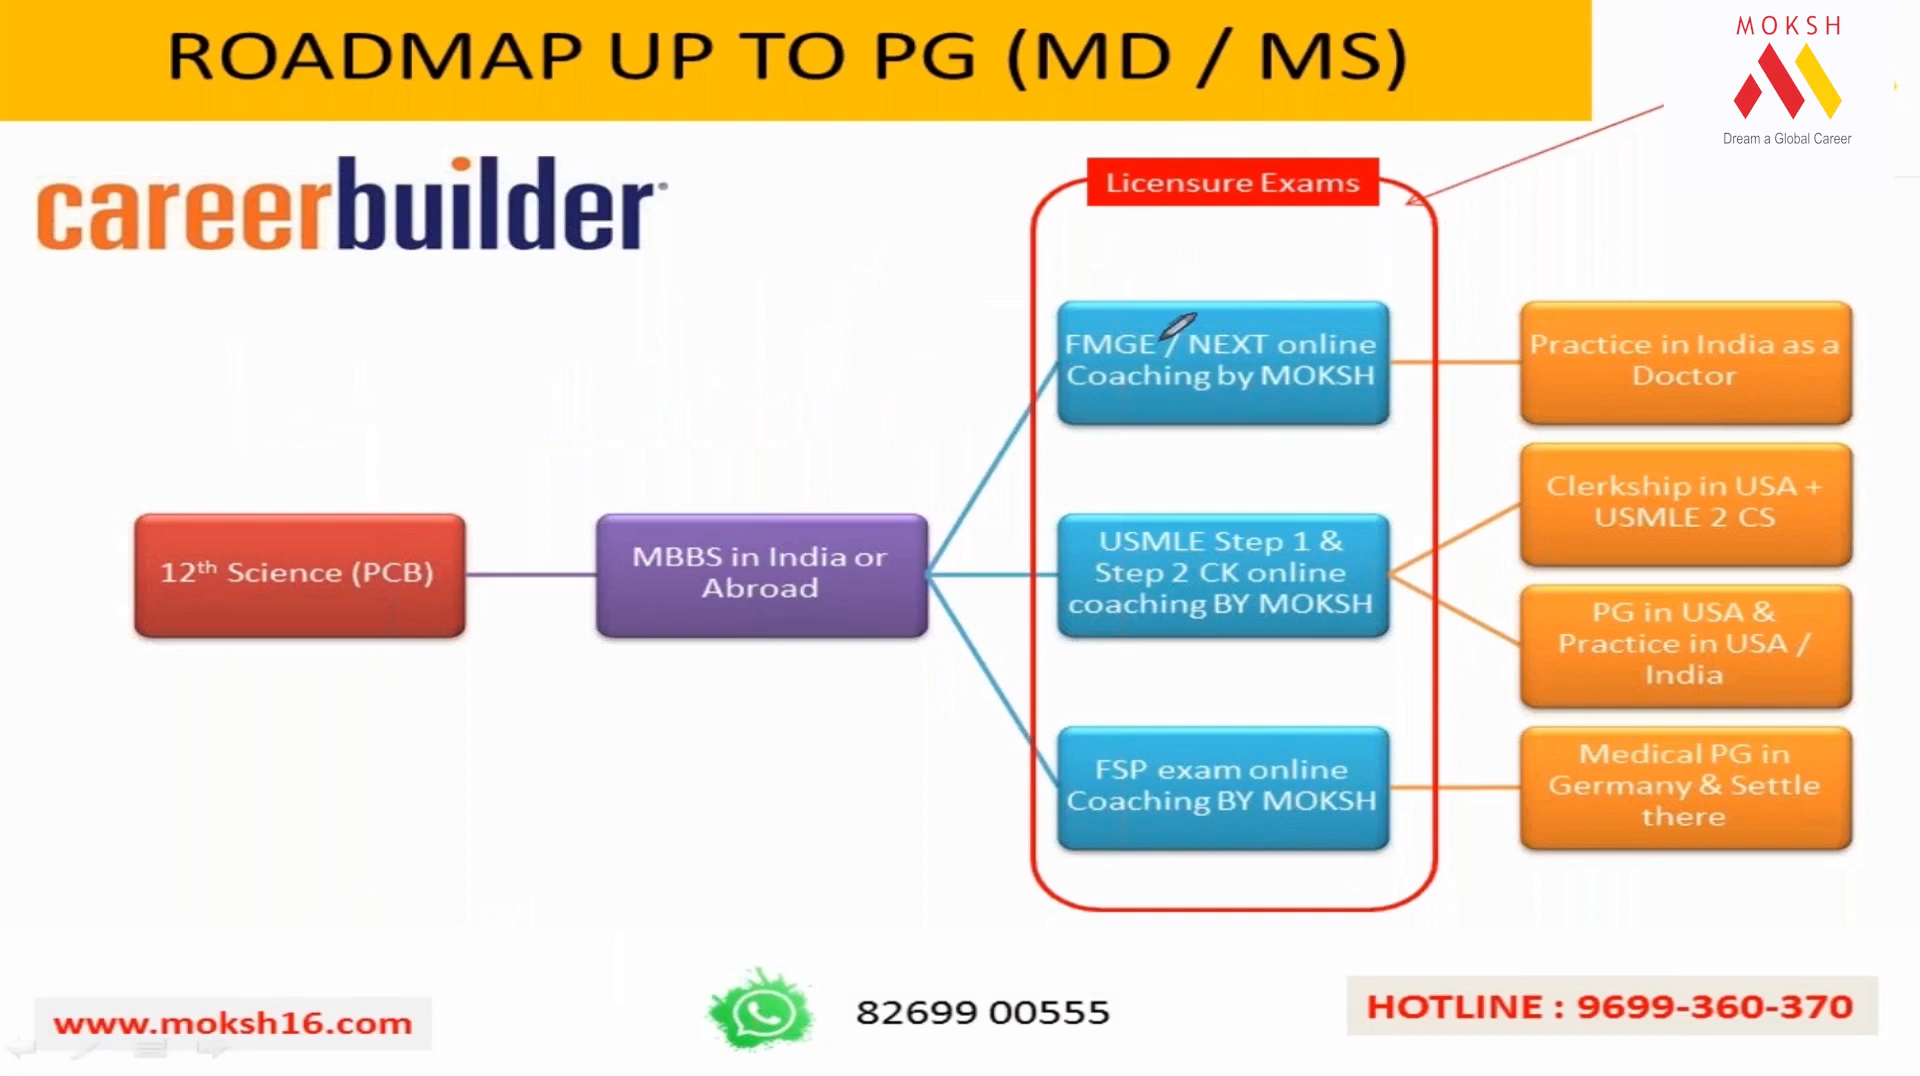 ROADMAP UP TO PG (MD / MS)
MOKSH
Dream a Global Career
careerbuilder
Licensure Exams
FMGE / NEXT online
Coaching by MOKSH
Practice in India as a
Doctor
Clerkship in USA +
USMLE 2 CS
12th Science (PCB)
MBBS in India or
Abroad
USMLE Step 1 &
Step 2 CK online
coaching BY MOKSH
PG in USA &
Practice in USA /
India
FSP exam online
Coaching BY MOKSH
Medical PG in
Germany & Settle
there
www.moksh16.com
82699 00555
HOTLINE : 9699-360-370